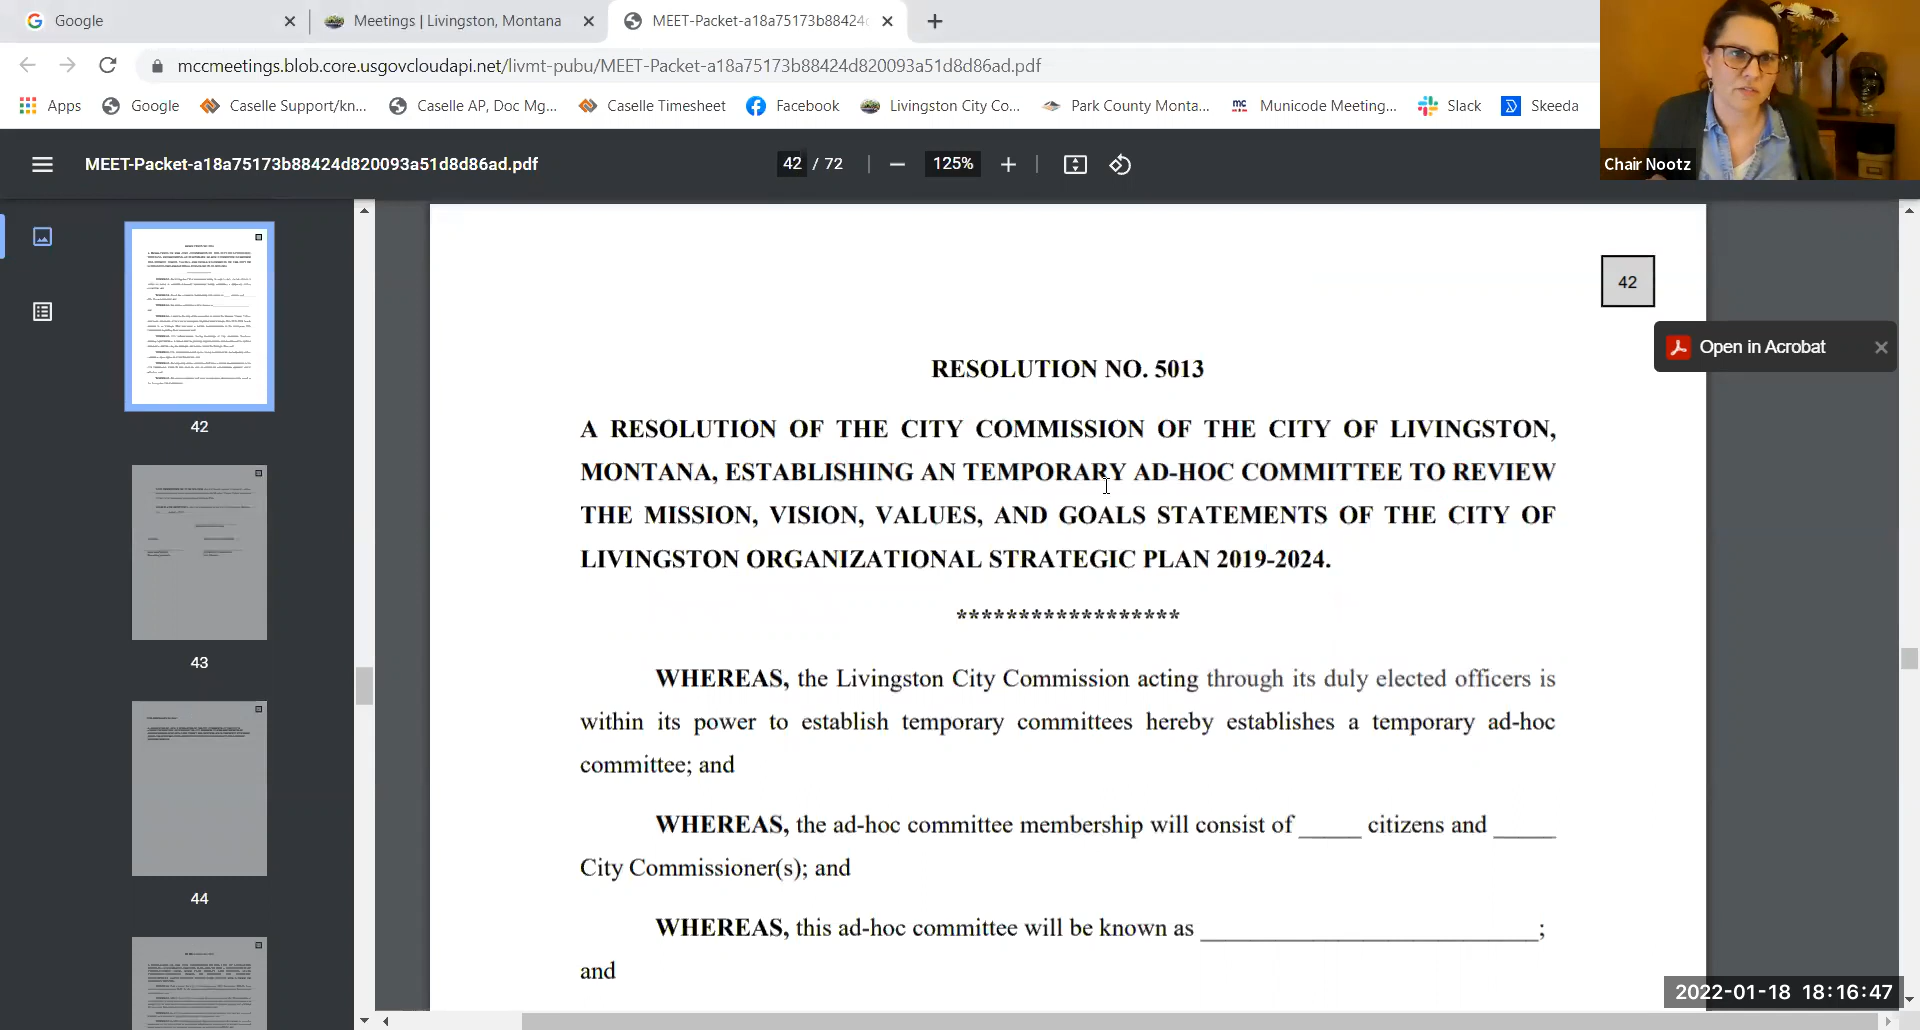 Google
Meetings | Livingston, Montana
MEET-Packet-a18a75173b88424
mccmeetings.blob.core.usgovcloudapi.net/livmt-pubu/MEET-Packet-a18a75173b88424d820093a51d8d86ad.pdf
Apps Google Caselle Support/kn... Caselle AP, Doc Mg... Caselle Timesheet Facebook Livingston City Co... Park County Monta... mc Municode Meeting... Slack Skeeda
Chair Nootz
MEET-Packet-a18a75173b88424d820093a51d8d86ad.pdf
42 / 72
125%
42
43
44
42
Open in Acrobat
RESOLUTION NO. 5013
A RESOLUTION OF THE CITY COMMISSION OF THE CITY OF LIVINGSTON,
MONTANA, ESTABLISHING AN TEMPORARY AD-HOC COMMITTEE TO REVIEW
THE MISSION, VISION, VALUES, AND GOALS STATEMENTS OF THE CITY OF
LIVINGSTON ORGANIZATIONAL STRATEGIC PLAN 2019-2024.
******************
WHEREAS, the Livingston City Commission acting through its duly elected officers is
within its power to establish temporary committees hereby establishes a temporary ad-hoc
committee; and
WHEREAS, the ad-hoc committee membership will consist of _____ citizens and _____
City Commissioner(s); and
WHEREAS, this ad-hoc committee will be known as ___________________________;
and
2022-01-18 18:16:47